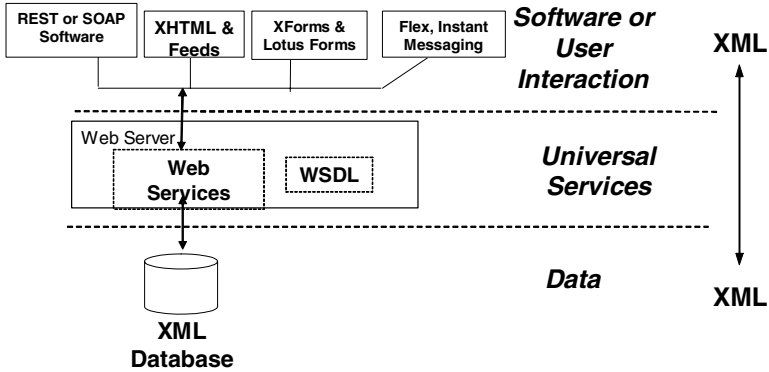 REST or SOAP
Software
XHTML &
Feeds
XForms &
Lotus Forms
Flex, Instant
Messaging
Software or
User
Interaction
XML
Web Server
Web
Services
WSDL
Universal
Services
Data
XML
XML
Database